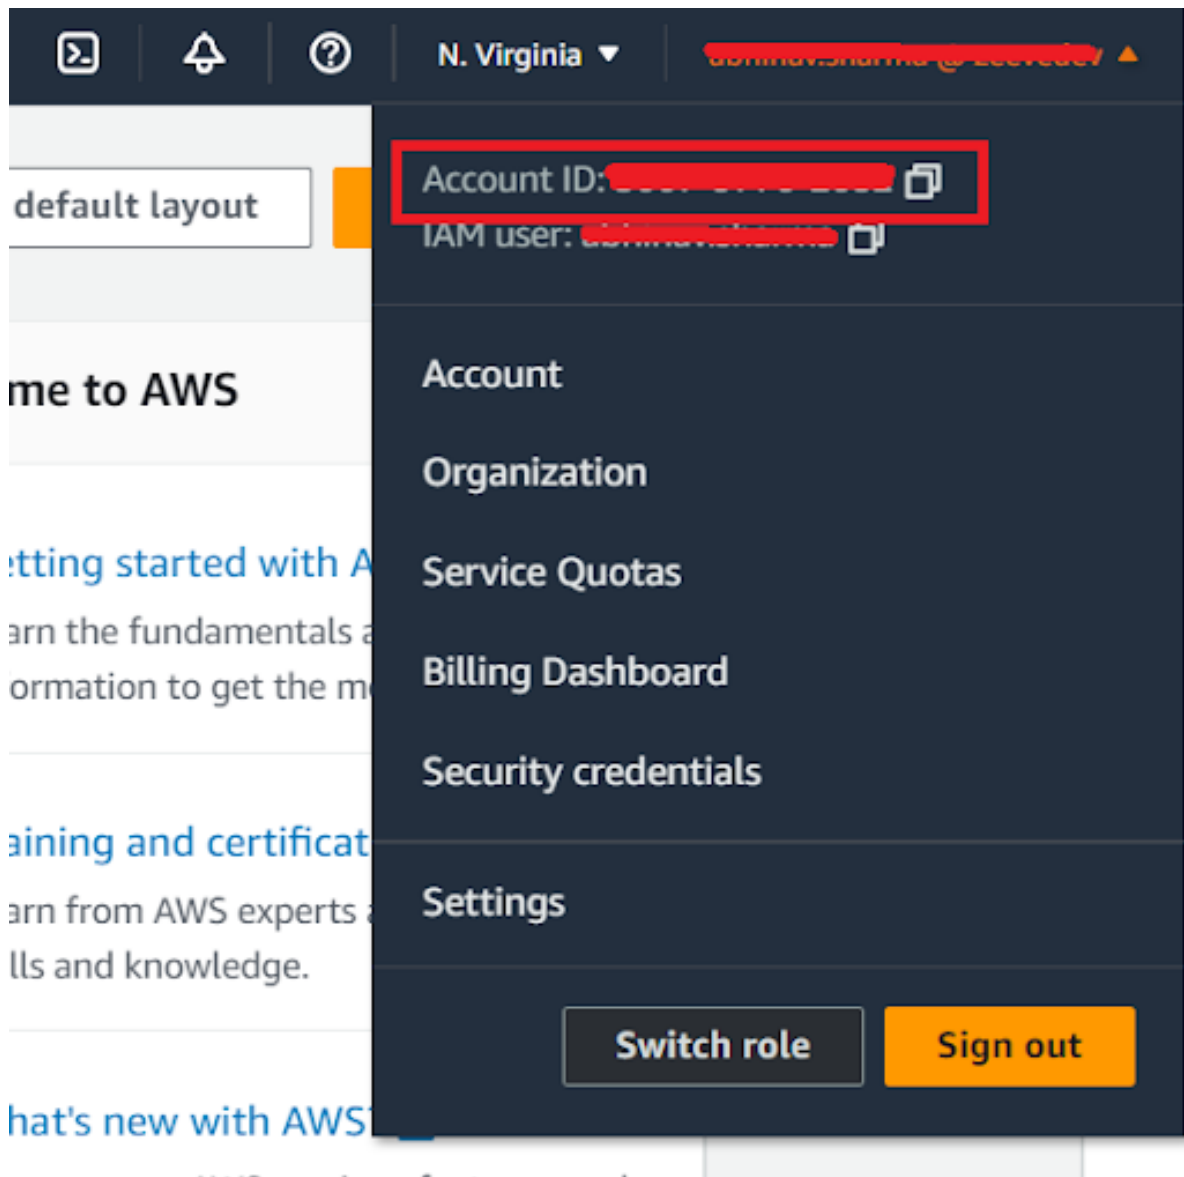 N. Virginia
Account ID:
IAM user:
default layout
Account
me to AWS
Organization
etting started with A
Service Quotas
arn the fundamentals a
ormation to get the m
Billing Dashboard
Security credentials
aining and certificat
Settings
arn from AWS experts a
lls and knowledge.
Switch role
Sign out
hat's new with AWS?